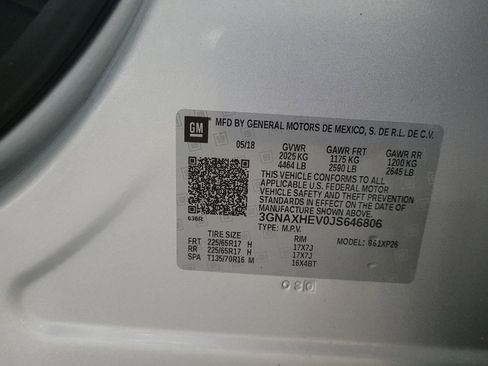 GM
MFD BY GENERAL MOTORS DE MEXICO, S. DE R.L. DE C.V.
05/18 GVWR GAWR FRT GAWR RR
2025 KG 1175 KG 1200 KG
4464 LB 2590 LB 2645 LB
THIS VEHICLE CONFORMS TO ALL
APPLICABLE U.S. FEDERAL MOTOR
VEHICLE SAFETY AND THEFT PREVENTION
STANDARDS IN EFFECT ON THE DATE OF
MANUFACTURE SHOWN ABOVE.
3GNAXHEV0JS646806
TYPE: M.P.V.
636R
TIRE SIZE RIM MODEL: 961XP26
FRT 225/65R17 H 17X7J
RR 225/65R17 H 17X7J
SPA T135/70R16 M 16X4BT